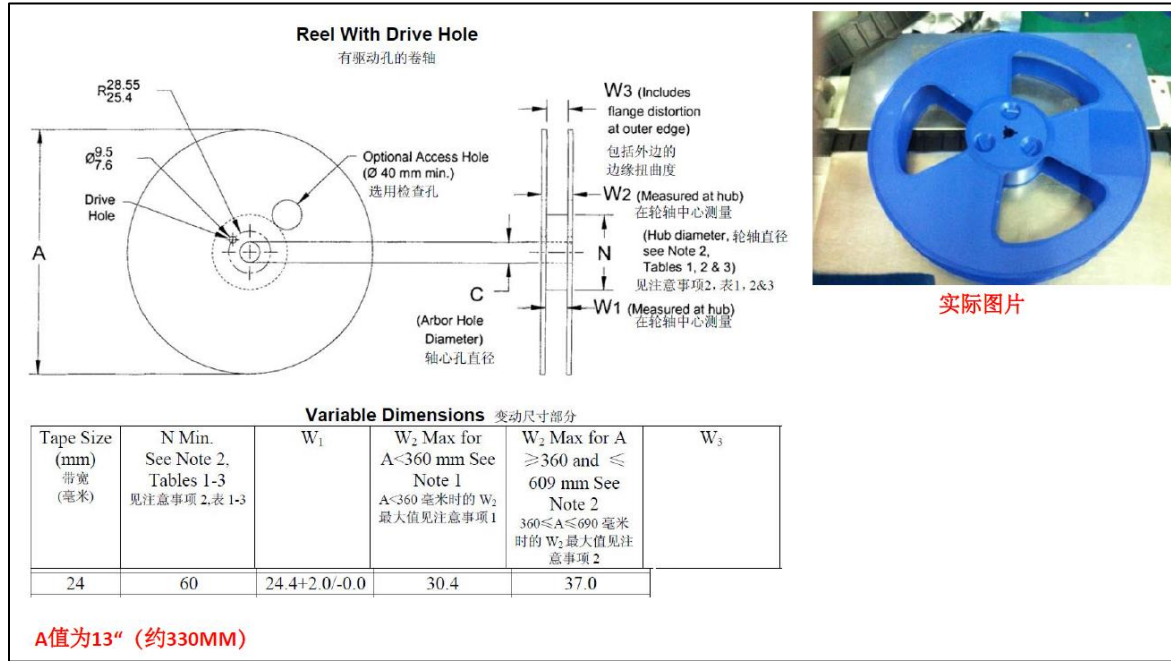 Reel With Drive Hole
有驱动孔的卷轴
R28.55
25.4
Ø9.5
7.6
Drive
Hole
A
Optional Access Hole
(Ø 40 mm min.)
选用检查孔
C
(Arbor Hole
Diameter)
轴心孔直径
W3 (Includes
flange distortion
at outer edge)
包括外边的
边缘扭曲度
W2 (Measured at hub)
在轮轴中心测量
N
(Hub diameter, 轮轴直径
see Note 2,
Tables 1, 2 & 3)
见注意事项2, 表1, 2&3
W1 (Measured at hub)
在轮轴中心测量
实际图片
Variable Dimensions 变动尺寸部分
Tape Size
(mm)
带宽
(毫米)
N Min.
See Note 2,
Tables 1-3
见注意事项 2,表 1-3
W1
W2 Max for
A<360 mm See
Note 1
A<360 毫米时的 W2
最大值见注意事项1
W2 Max for A
≥360 and ≤
609 mm See
Note 2
360≤A≤690 毫米
时的 W2 最大值见注
意事项 2
W3
24 60 24.4+2.0/-0.0 30.4 37.0
A值为13“（约330MM）